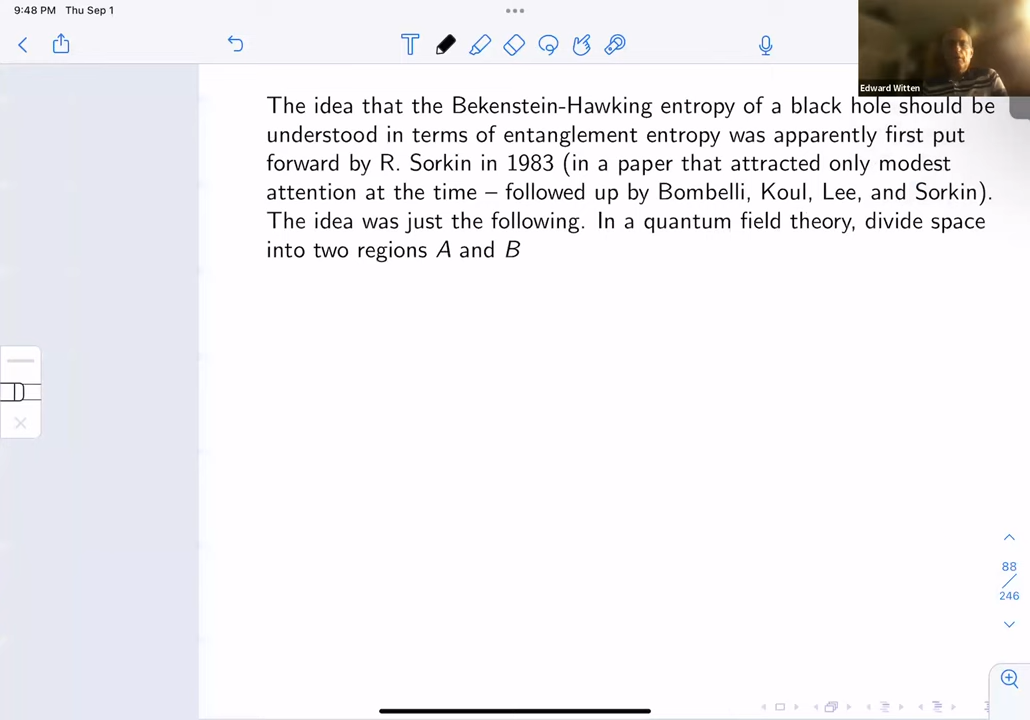 9:48 PM Thu Sep 1
Edward Witten
The idea that the Bekenstein-Hawking entropy of a black hole should be
understood in terms of entanglement entropy was apparently first put
forward by R. Sorkin in 1983 (in a paper that attracted only modest
attention at the time – followed up by Bombelli, Koul, Lee, and Sorkin).
The idea was just the following. In a quantum field theory, divide space
into two regions A and B
88
246